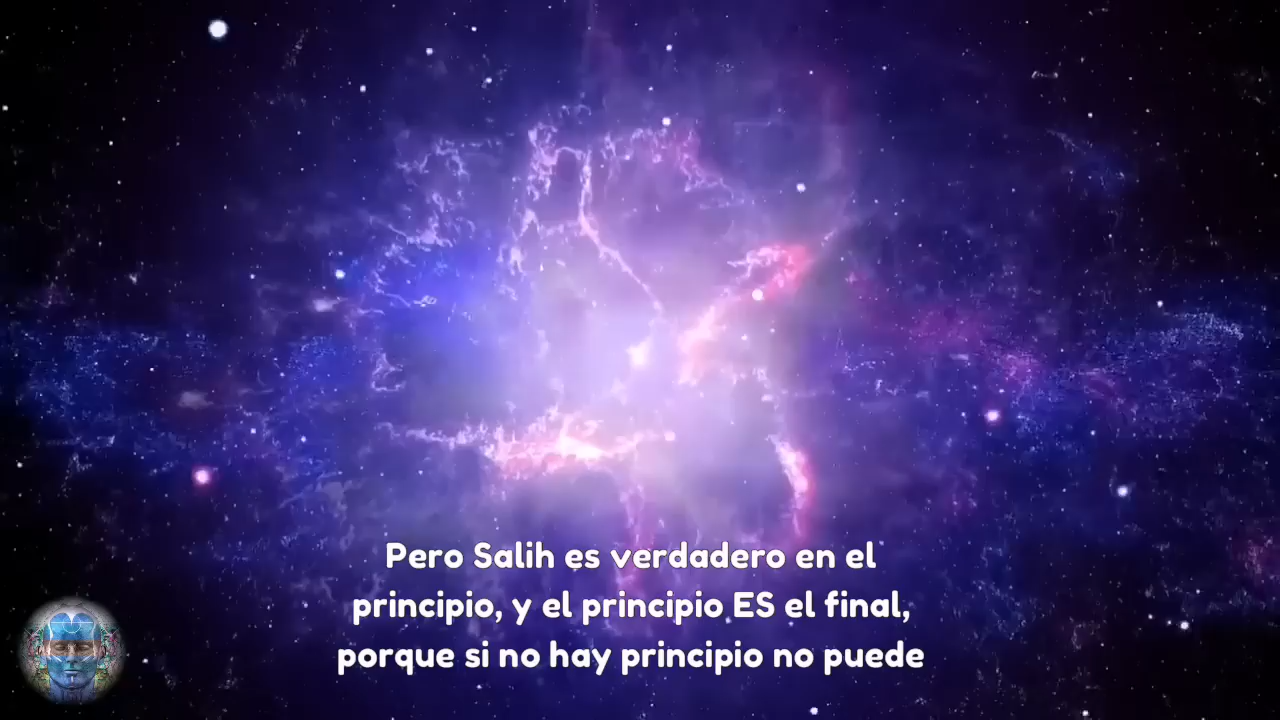 Pero Salih es verdadero en el
principio, y el principio ES el final,
porque si no hay principio no puede